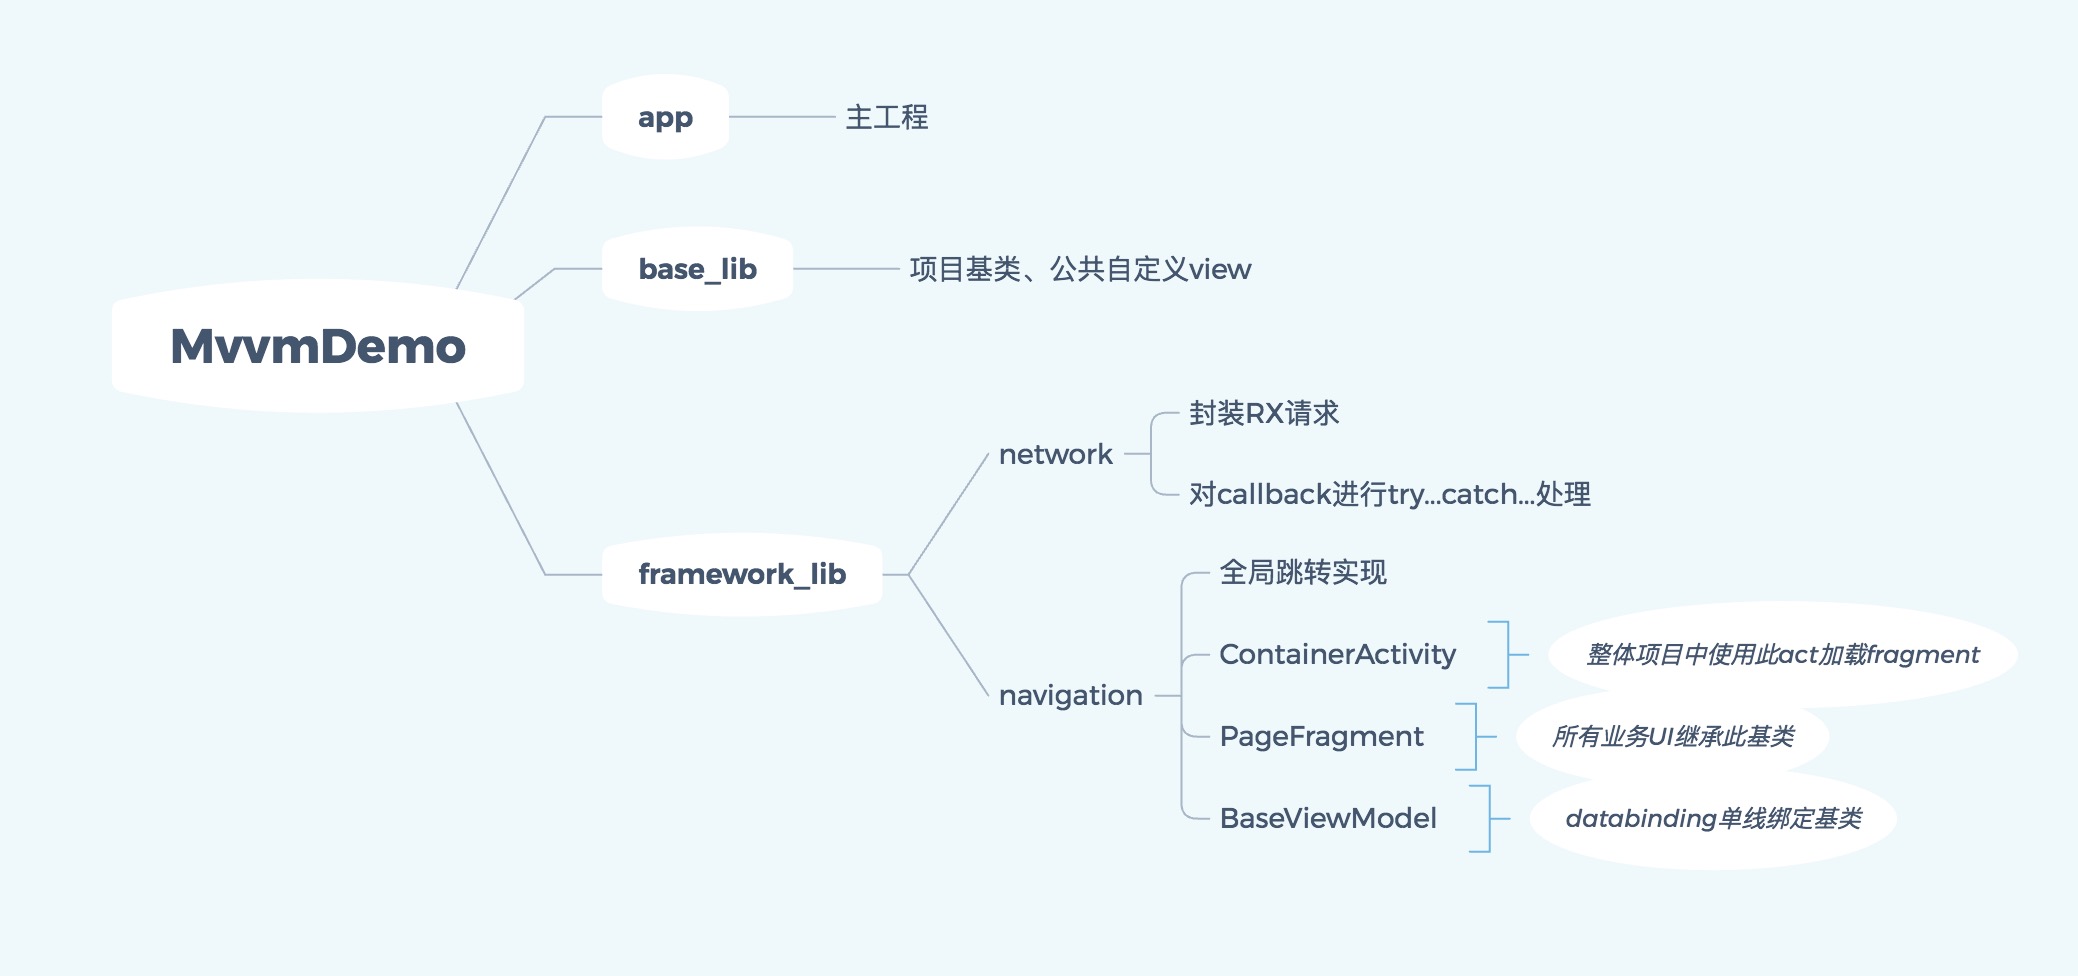 MvvmDemo
app
主工程
base_lib
项目基类、公共自定义view
framework_lib
network
封装RX请求
对callback进行try...catch...处理
navigation
全局跳转实现
ContainerActivity
整体项目中使用此act加载fragment
PageFragment
所有业务UI继承此基类
BaseViewModel
databinding单线绑定基类